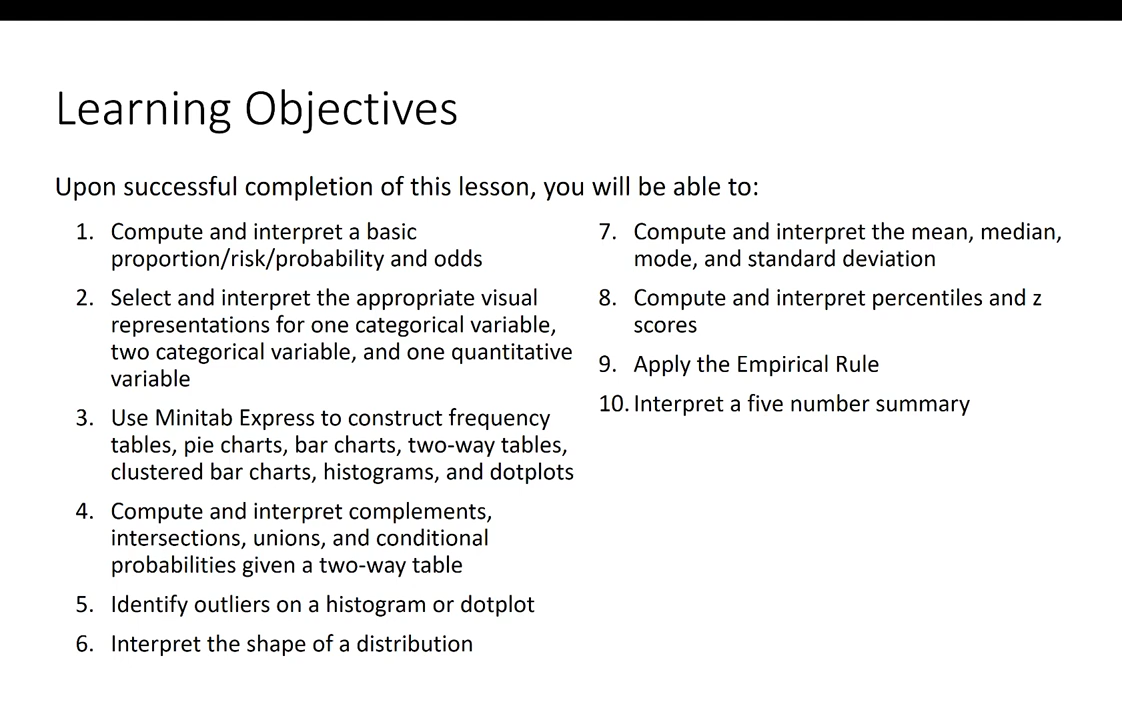 Learning Objectives
Upon successful completion of this lesson, you will be able to:
1. Compute and interpret a basic
proportion/risk/probability and odds
2. Select and interpret the appropriate visual
representations for one categorical variable,
two categorical variable, and one quantitative
variable
3. Use Minitab Express to construct frequency
tables, pie charts, bar charts, two-way tables,
clustered bar charts, histograms, and dotplots
4. Compute and interpret complements,
intersections, unions, and conditional
probabilities given a two-way table
5. Identify outliers on a histogram or dotplot
6. Interpret the shape of a distribution
7. Compute and interpret the mean, median,
mode, and standard deviation
8. Compute and interpret percentiles and z
scores
9. Apply the Empirical Rule
10. Interpret a five number summary